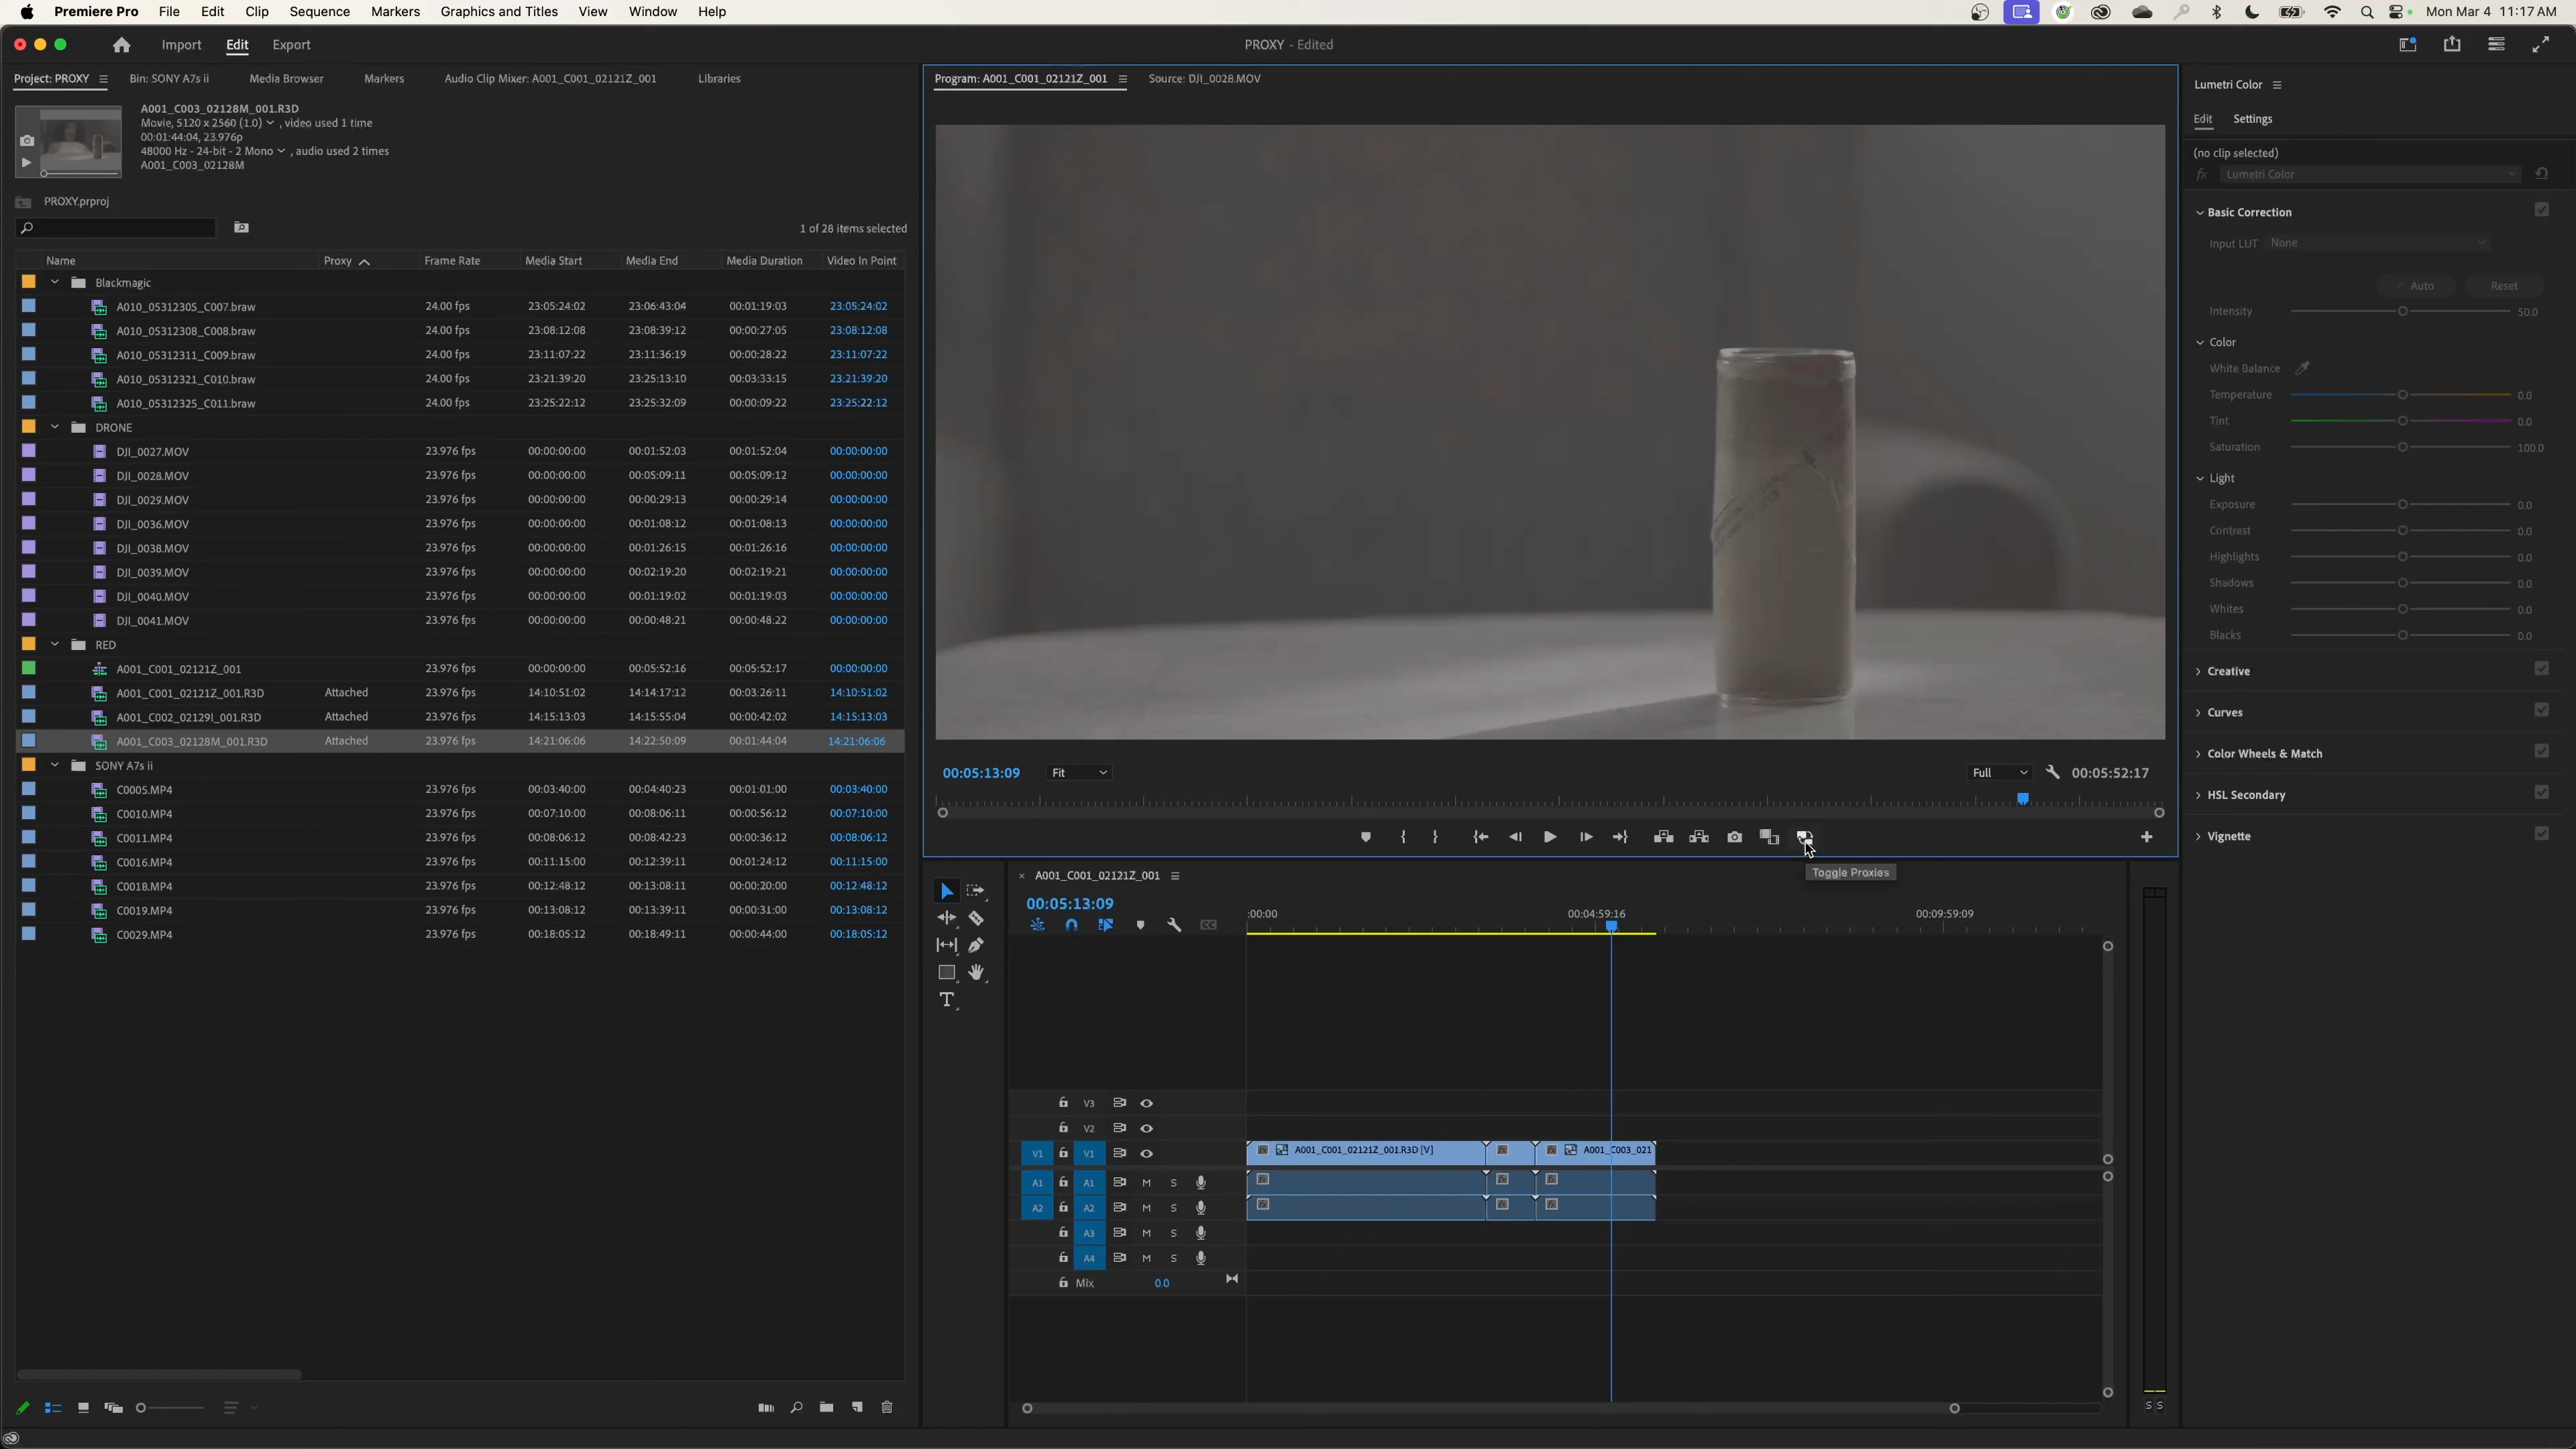 Premiere Pro File Edit Clip Sequence Markers Graphics and Titles View Window Help Mon Mar 4 11:17 AM
Import Edit Export PROXY - Edited
Project: PROXY Bin: SONY A7s ii Media Browser Markers Audio Clip Mixer: A001_C001_02121Z_001 Libraries
A001_C003_02128M_001.R3D
Movie, 5120 x 2560 (1.0) , video used 1 time
00:01:44:04, 23.976p
48000 Hz - 24-bit - 2 Mono , audio used 2 times
A001_C003_02128M
PROXY.prproj
1 of 28 items selected
Name Proxy Frame Rate Media Start Media End Media Duration Video In Point
Blackmagic
A010_05312305_C007.braw 24.00 fps 23:05:24:02 23:06:43:04 00:01:19:03 23:05:24:02
A010_05312308_C008.braw 24.00 fps 23:08:12:08 23:08:39:12 00:00:27:05 23:08:12:08
A010_05312311_C009.braw 24.00 fps 23:11:07:22 23:11:36:19 00:00:28:22 23:11:07:22
A010_05312321_C010.braw 24.00 fps 23:21:39:20 23:25:13:10 00:03:33:15 23:21:39:20
A010_05312325_C011.braw 24.00 fps 23:25:22:12 23:25:32:09 00:00:09:22 23:25:22:12
DRONE
DJI_0027.MOV 23.976 fps 00:00:00:00 00:01:52:03 00:01:52:04 00:00:00:00
DJI_0028.MOV 23.976 fps 00:00:00:00 00:05:09:11 00:05:09:12 00:00:00:00
DJI_0029.MOV 23.976 fps 00:00:00:00 00:00:29:13 00:00:29:14 00:00:00:00
DJI_0036.MOV 23.976 fps 00:00:00:00 00:01:08:12 00:01:08:13 00:00:00:00
DJI_0038.MOV 23.976 fps 00:00:00:00 00:01:26:15 00:01:26:16 00:00:00:00
DJI_0039.MOV 23.976 fps 00:00:00:00 00:02:19:20 00:02:19:21 00:00:00:00
DJI_0040.MOV 23.976 fps 00:00:00:00 00:01:19:02 00:01:19:03 00:00:00:00
DJI_0041.MOV 23.976 fps 00:00:00:00 00:00:48:21 00:00:48:22 00:00:00:00
RED
A001_C001_02121Z_001 23.976 fps 00:00:00:00 00:05:52:16 00:05:52:17 00:00:00:00
A001_C001_02121Z_001.R3D Attached 23.976 fps 14:10:51:02 14:14:17:12 00:03:26:11 14:10:51:02
A001_C002_02129I_001.R3D Attached 23.976 fps 14:15:13:03 14:15:55:04 00:00:42:02 14:15:13:03
A001_C003_02128M_001.R3D Attached 23.976 fps 14:21:06:06 14:22:50:09 00:01:44:04 14:21:06:06
SONY A7s ii
C0005.MP4 23.976 fps 00:03:40:00 00:04:40:23 00:01:01:00 00:03:40:00
C0010.MP4 23.976 fps 00:07:10:00 00:08:06:11 00:00:56:12 00:07:10:00
C0011.MP4 23.976 fps 00:08:06:12 00:08:42:23 00:00:36:12 00:08:06:12
C0016.MP4 23.976 fps 00:11:15:00 00:12:39:11 00:01:24:12 00:11:15:00
C0018.MP4 23.976 fps 00:12:48:12 00:13:08:11 00:00:20:00 00:12:48:12
C0019.MP4 23.976 fps 00:13:08:12 00:13:39:11 00:00:31:00 00:13:08:12
C0029.MP4 23.976 fps 00:18:05:12 00:18:49:11 00:00:44:00 00:18:05:12
Program: A001_C001_02121Z_001 Source: DJI_0028.MOV
00:05:13:09 Fit Full 00:05:52:17
Toggle Proxies
A001_C001_02121Z_001
00:05:13:09
:00:00 00:04:59:16 00:09:59:09
CC
V3
V2
V1 V1 fx A001_C001_02121Z_001.R3D [V] fx fx A001_C003_021
A1 A1 M S fx fx fx
A2 A2 M S fx fx fx
A3 M S
A4 M S
Mix 0.0
S S
Lumetri Color
Edit Settings
(no clip selected)
fx Lumetri Color
Basic Correction
Input LUT None
Auto Reset
Intensity 50.0
Color
White Balance
Temperature 0.0
Tint 0.0
Saturation 100.0
Light
Exposure 0.0
Contrast 0.0
Highlights 0.0
Shadows 0.0
Whites 0.0
Blacks 0.0
Creative
Curves
Color Wheels & Match
HSL Secondary
Vignette